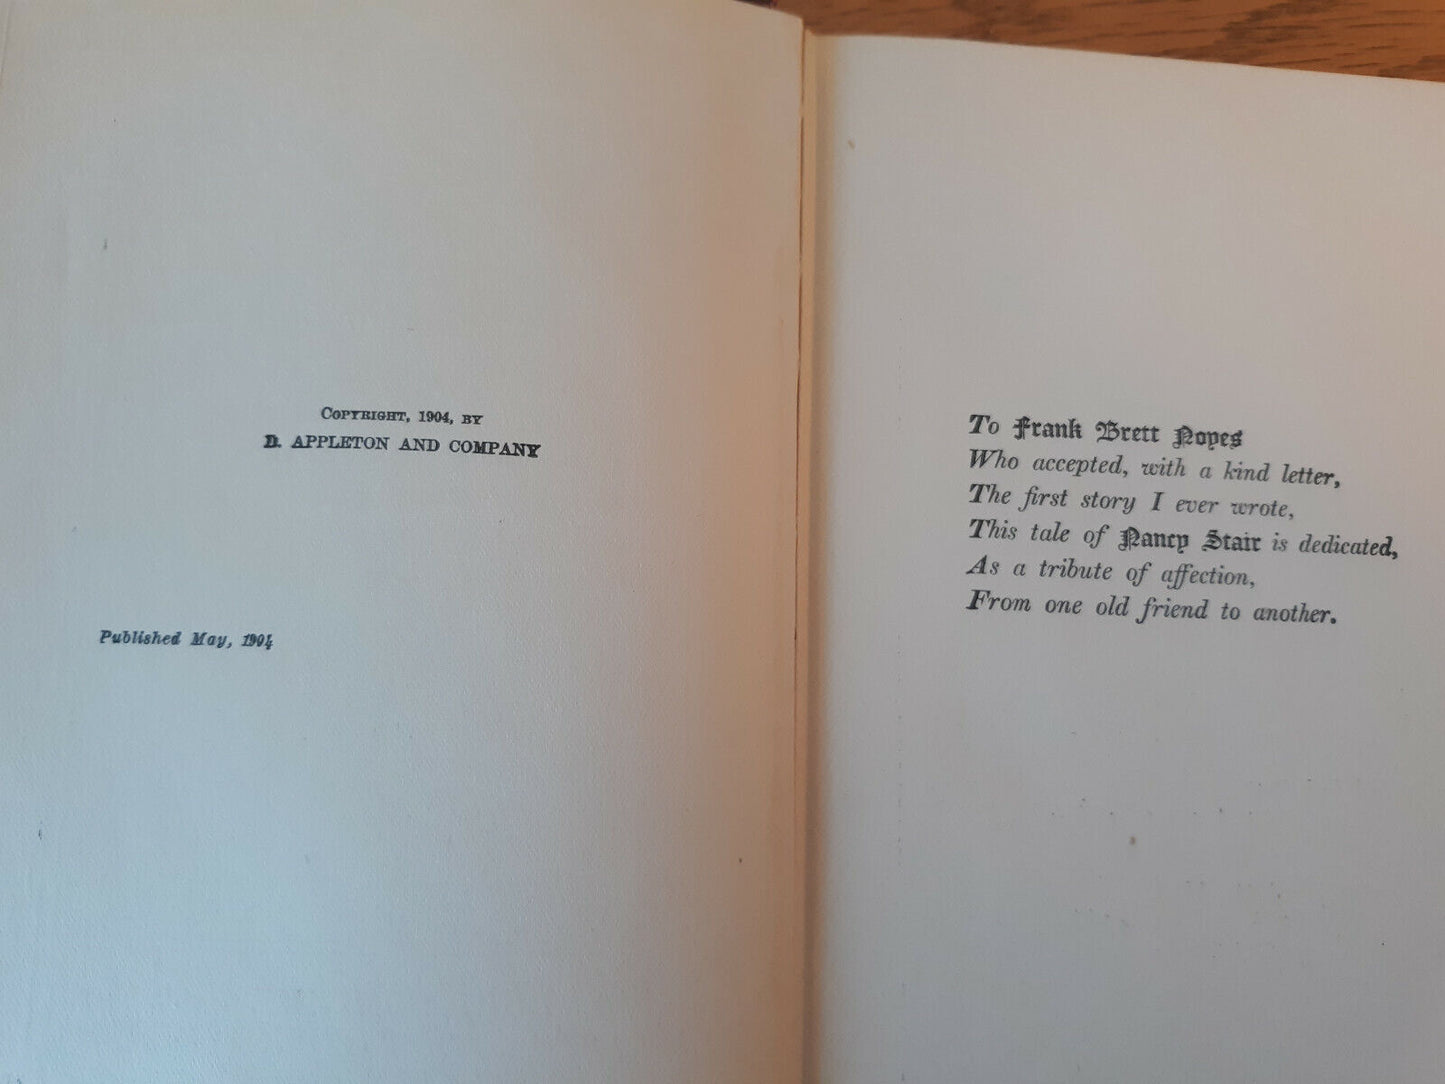 COPYRIGHT, 1904, BY
D. APPLETON AND COMPANY
Published May, 1904
To Frank Brett Noyes
Who accepted, with a kind letter,
The first story I ever wrote,
This tale of Nancy Stair is dedicated,
As a tribute of affection,
From one old friend to another.